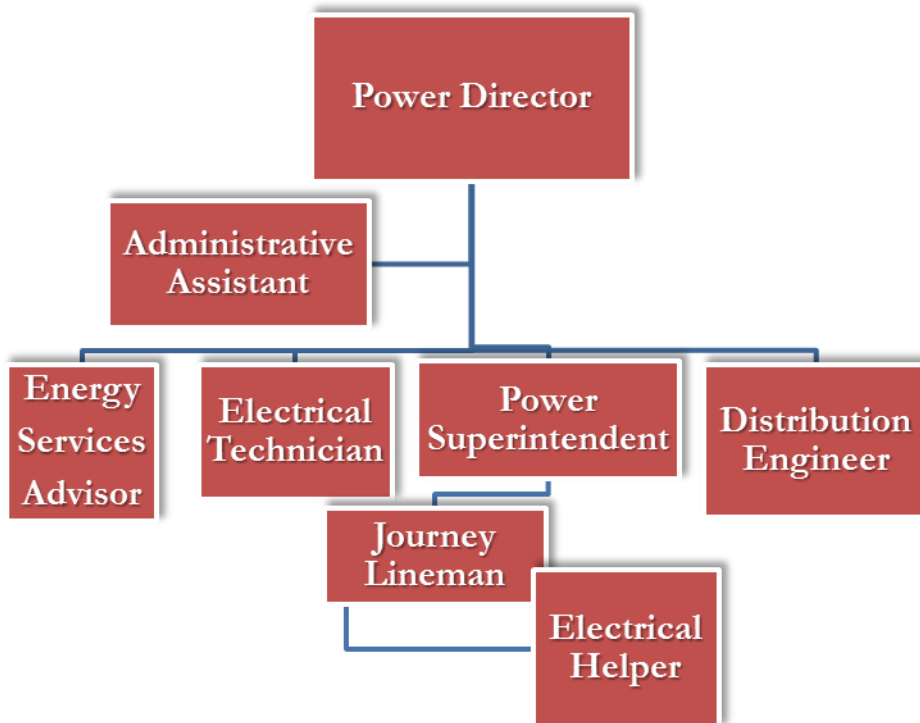 Power Director
Administrative
Assistant
Energy
Services
Advisor
Electrical
Technician
Power
Superintendent
Distribution
Engineer
Journey
Lineman
Electrical
Helper